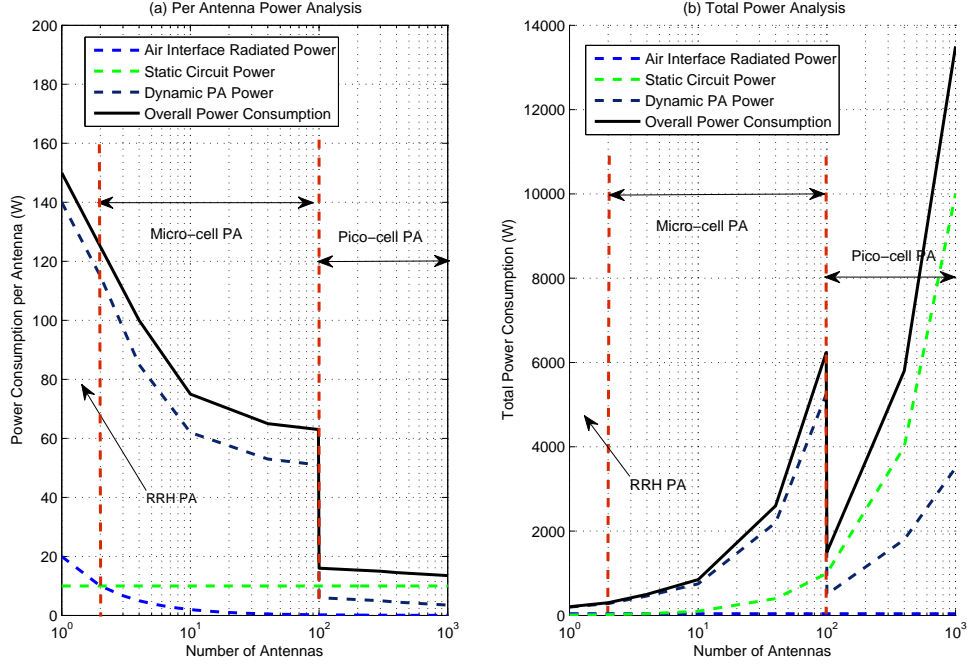 (a) Per Antenna Power Analysis
200
180
160
140
120
100
80
60
40
20
0
Power Consumption per Antenna (W)
Air Interface Radiated Power
Static Circuit Power
Dynamic PA Power
Overall Power Consumption
Micro−cell PA
Pico−cell PA
RRH PA
10^0
10^1
10^2
10^3
Number of Antennas
(b) Total Power Analysis
14000
12000
10000
8000
6000
4000
2000
0
Total Power Consumption (W)
Air Interface Radiated Power
Static Circuit Power
Dynamic PA Power
Overall Power Consumption
Micro−cell PA
Pico−cell PA
RRH PA
10^0
10^1
10^2
10^3
Number of Antennas